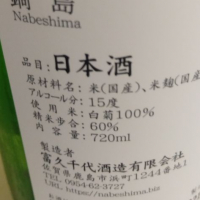 鍋島
Nabeshima
品目：日本酒
原材料名：米(国産)、米麹(国産
アルコール分：15度
使用米：白菊100%
精米歩合：60%
内容量：720ml
製造者
富久千代酒造有限会社
佐賀県鹿島市浜町1244番地1
TEL 0954-62-3727
URL https://nabeshima.biz